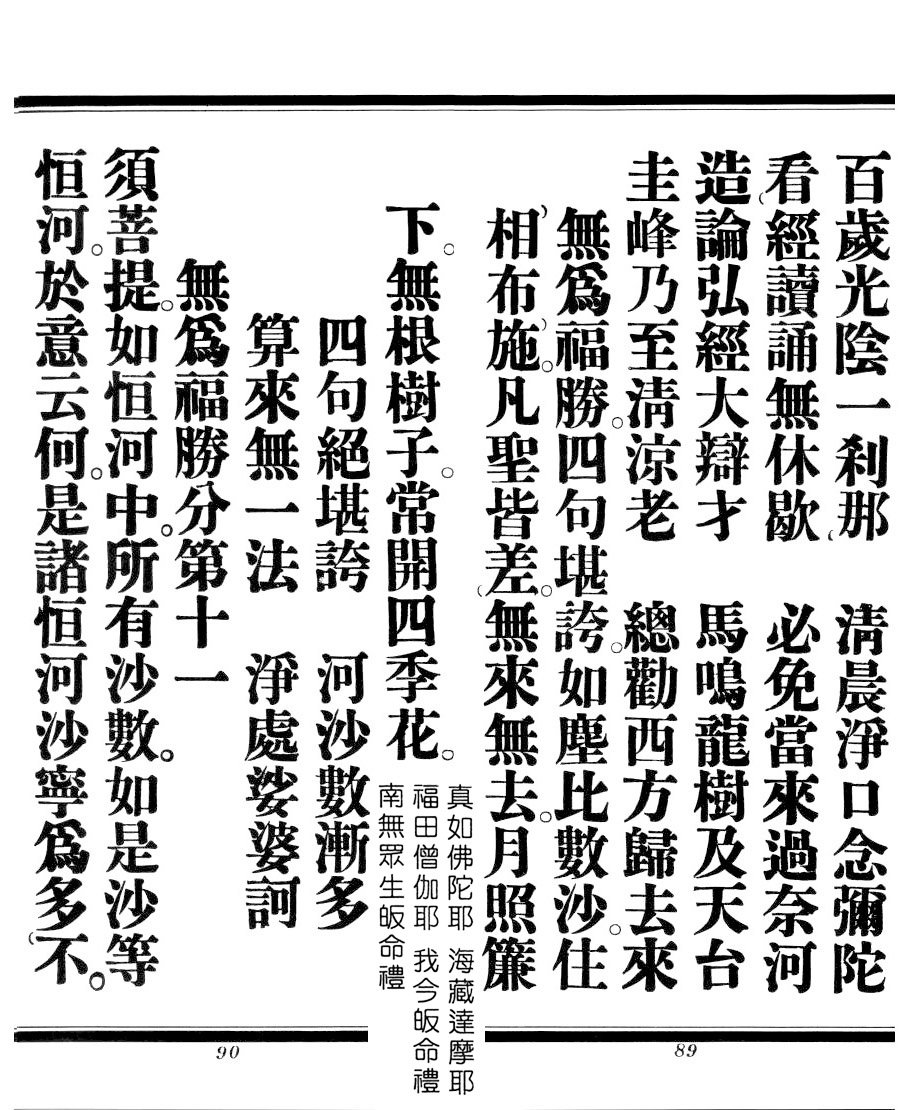 百歲光陰一剎那　清晨淨口念彌陀
看經讀誦無休歇　必免當來過奈河
造論弘經大辯才　馬鳴龍樹及天台
圭峰乃至清涼老　總勸西方歸去來
無爲福勝。四句堪誇。如塵比數沙。住
相布施。凡聖皆差。無來無去。月照簾
下。無根樹子。常開四季花。
真如佛陀耶　海藏達摩耶
福田僧伽耶　我今皈命禮
南無眾生皈命禮
四句絕堪誇　河沙數漸多
算來無一法　淨處娑婆訶
無爲福勝分第十一
須菩提。如恒河中。所有沙數。如是沙等
恒河。於意云何。是諸恒河沙寧爲多不。
90
89